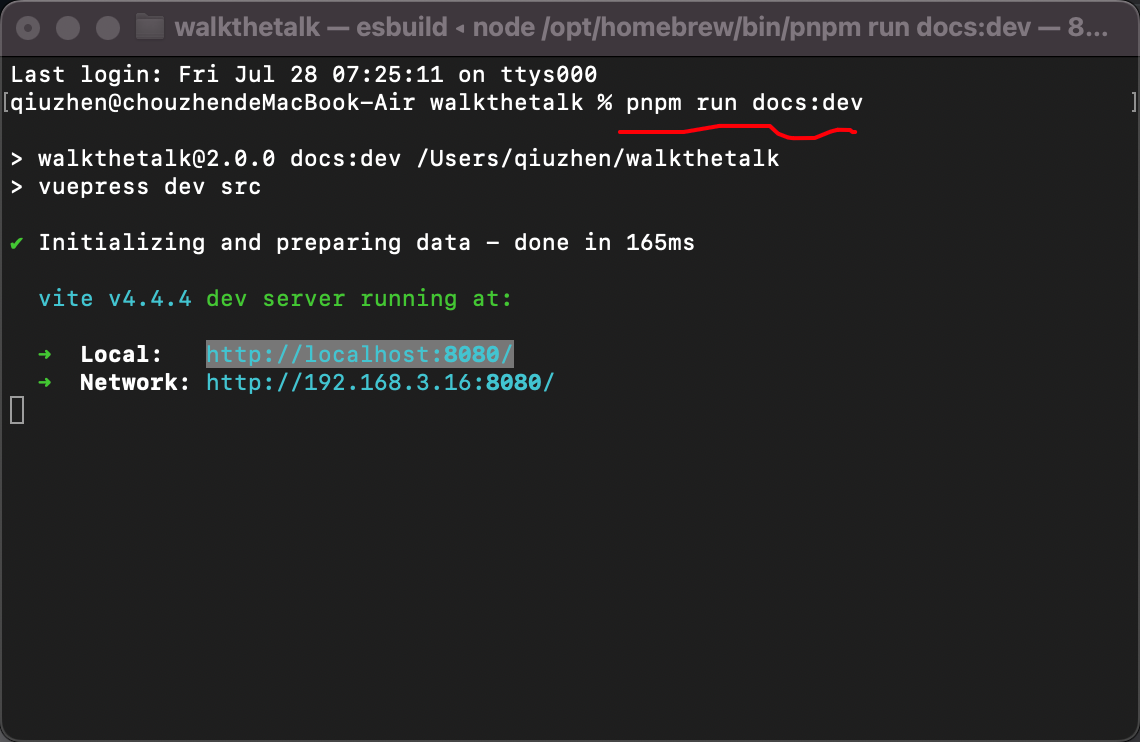 walkthetalk — esbuild ◂ node /opt/homebrew/bin/pnpm run docs:dev — 8...
Last login: Fri Jul 28 07:25:11 on ttys000
[qiuzhen@chouzhendeMacBook-Air walkthetalk % pnpm run docs:dev ]
> walkthetalk@2.0.0 docs:dev /Users/qiuzhen/walkthetalk
> vuepress dev src
✔ Initializing and preparing data - done in 165ms
vite v4.4.4 dev server running at:
➜ Local: http://localhost:8080/
➜ Network: http://192.168.3.16:8080/